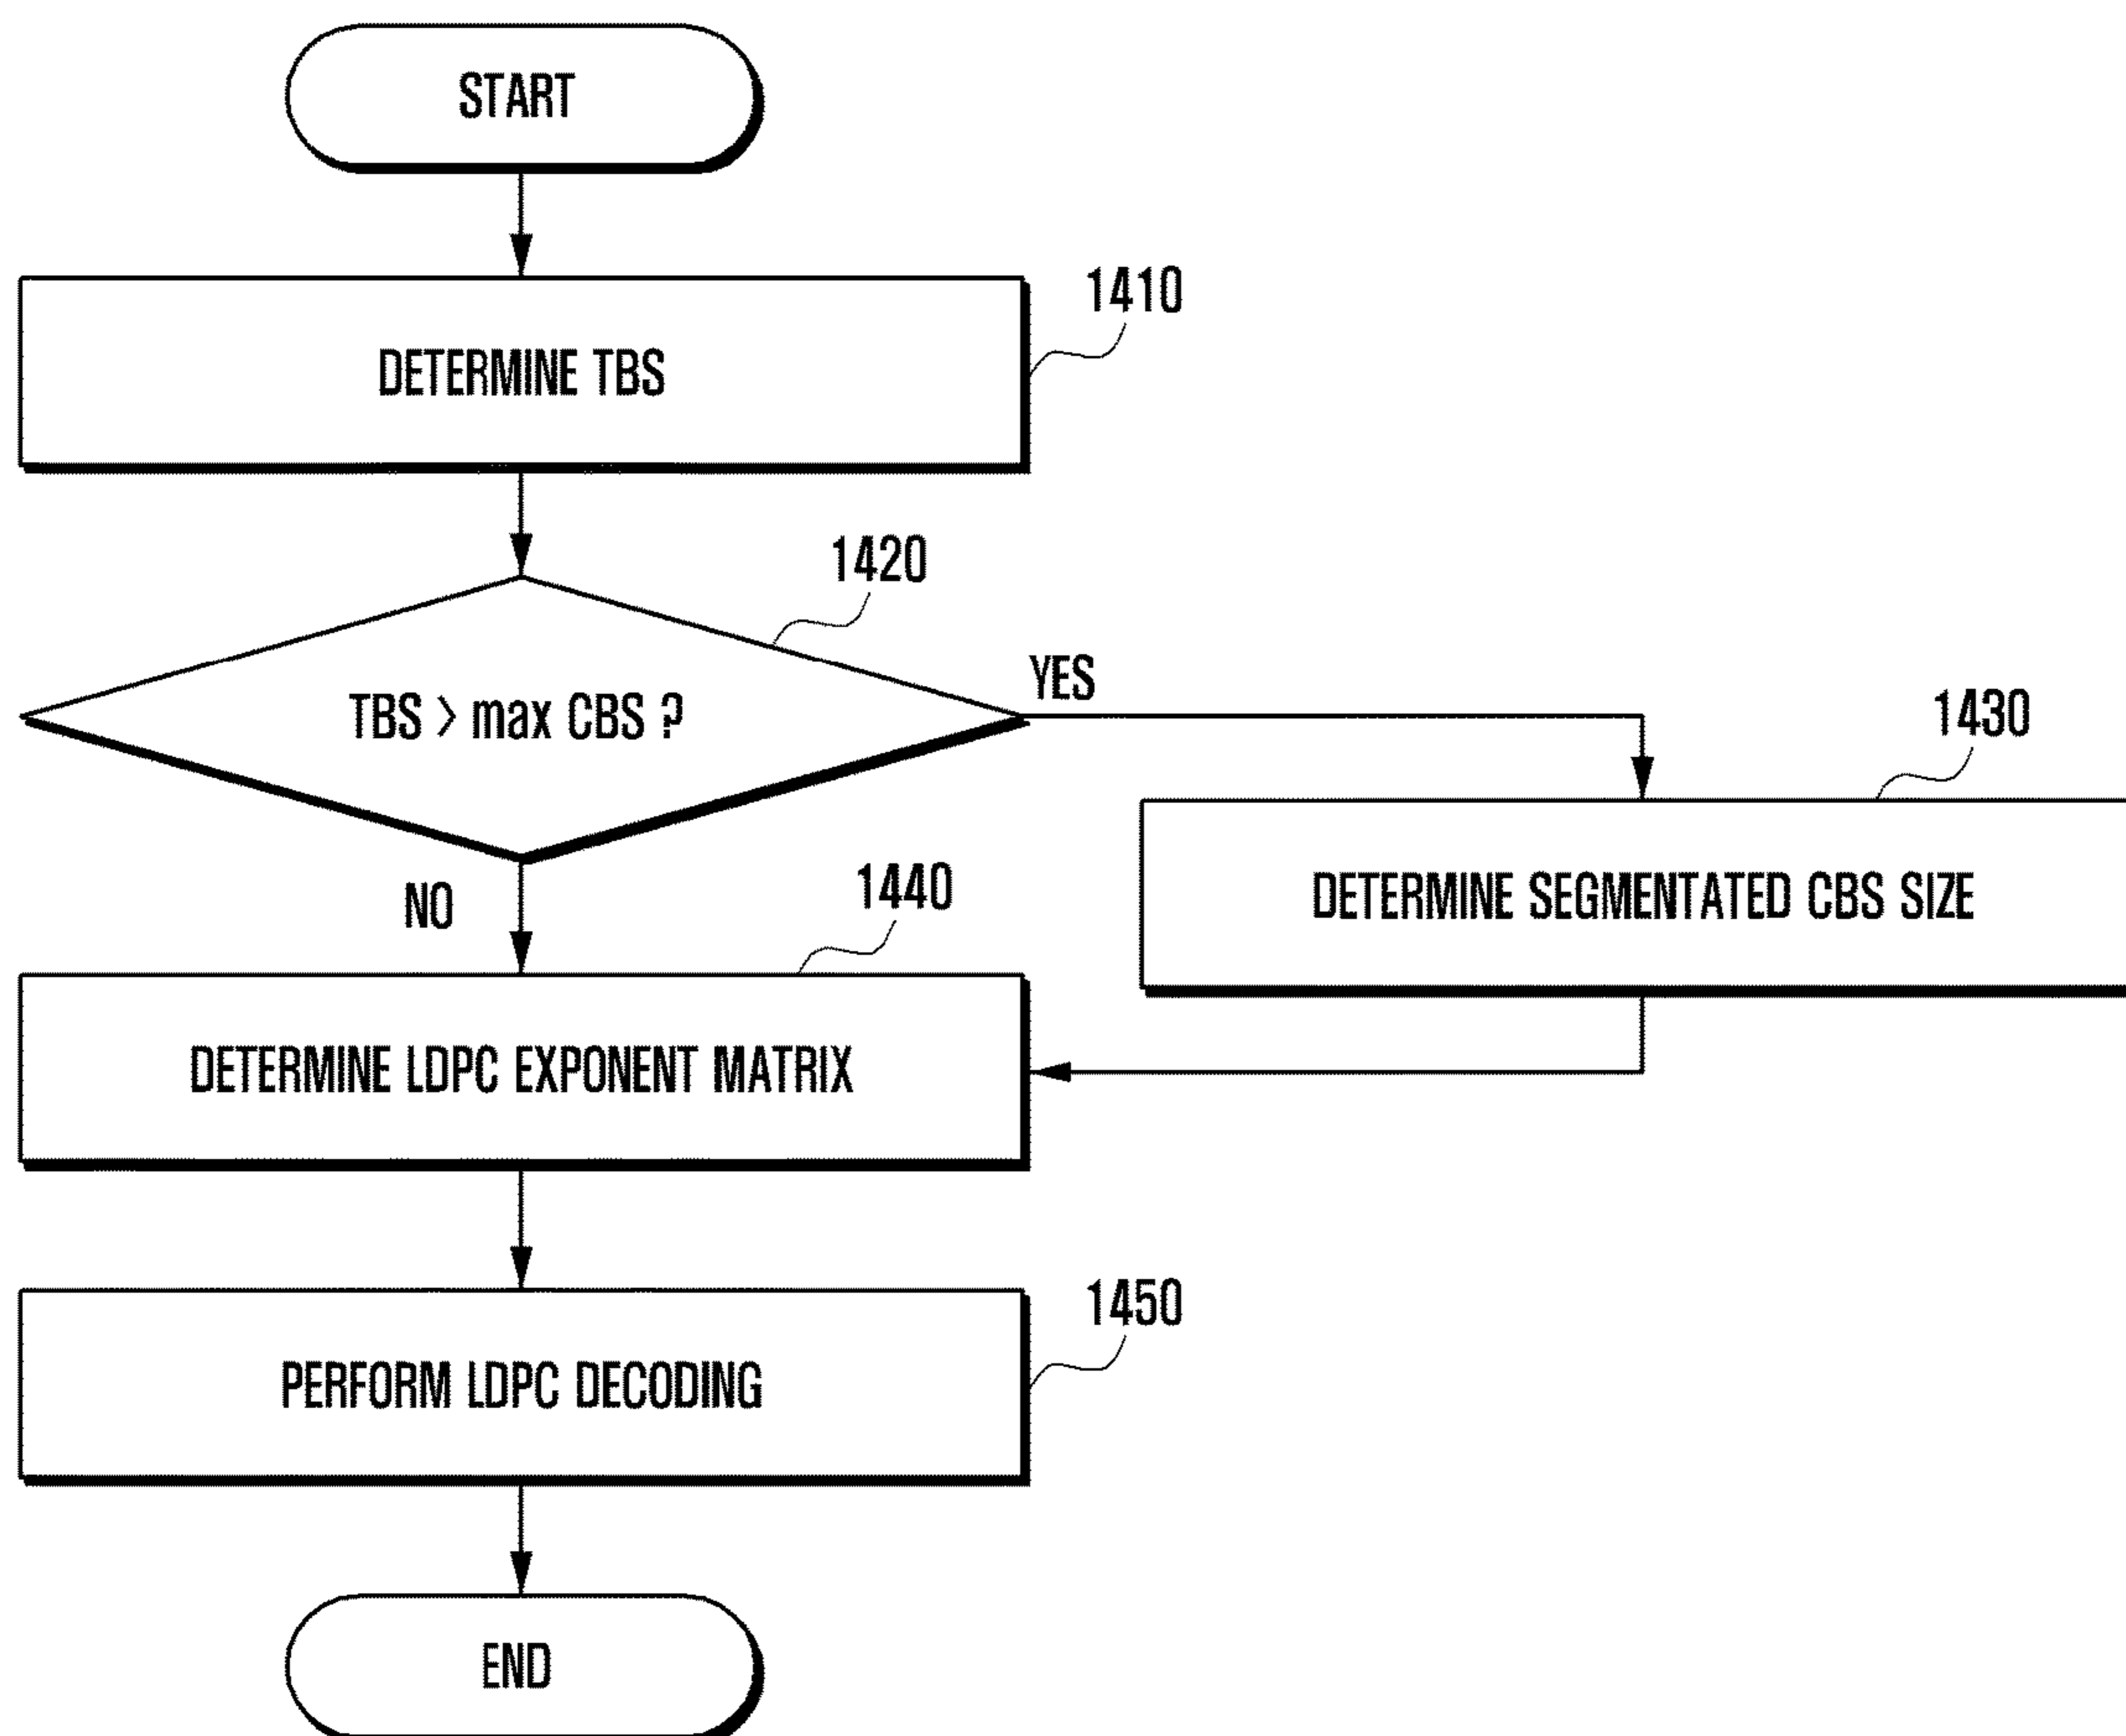 START
1410
DETERMINE TBS
1420
TBS > max CBS ?
YES
1430
DETERMINE SEGMENTATED CBS SIZE
NO
1440
DETERMINE LDPC EXPONENT MATRIX
1450
PERFORM LDPC DECODING
END